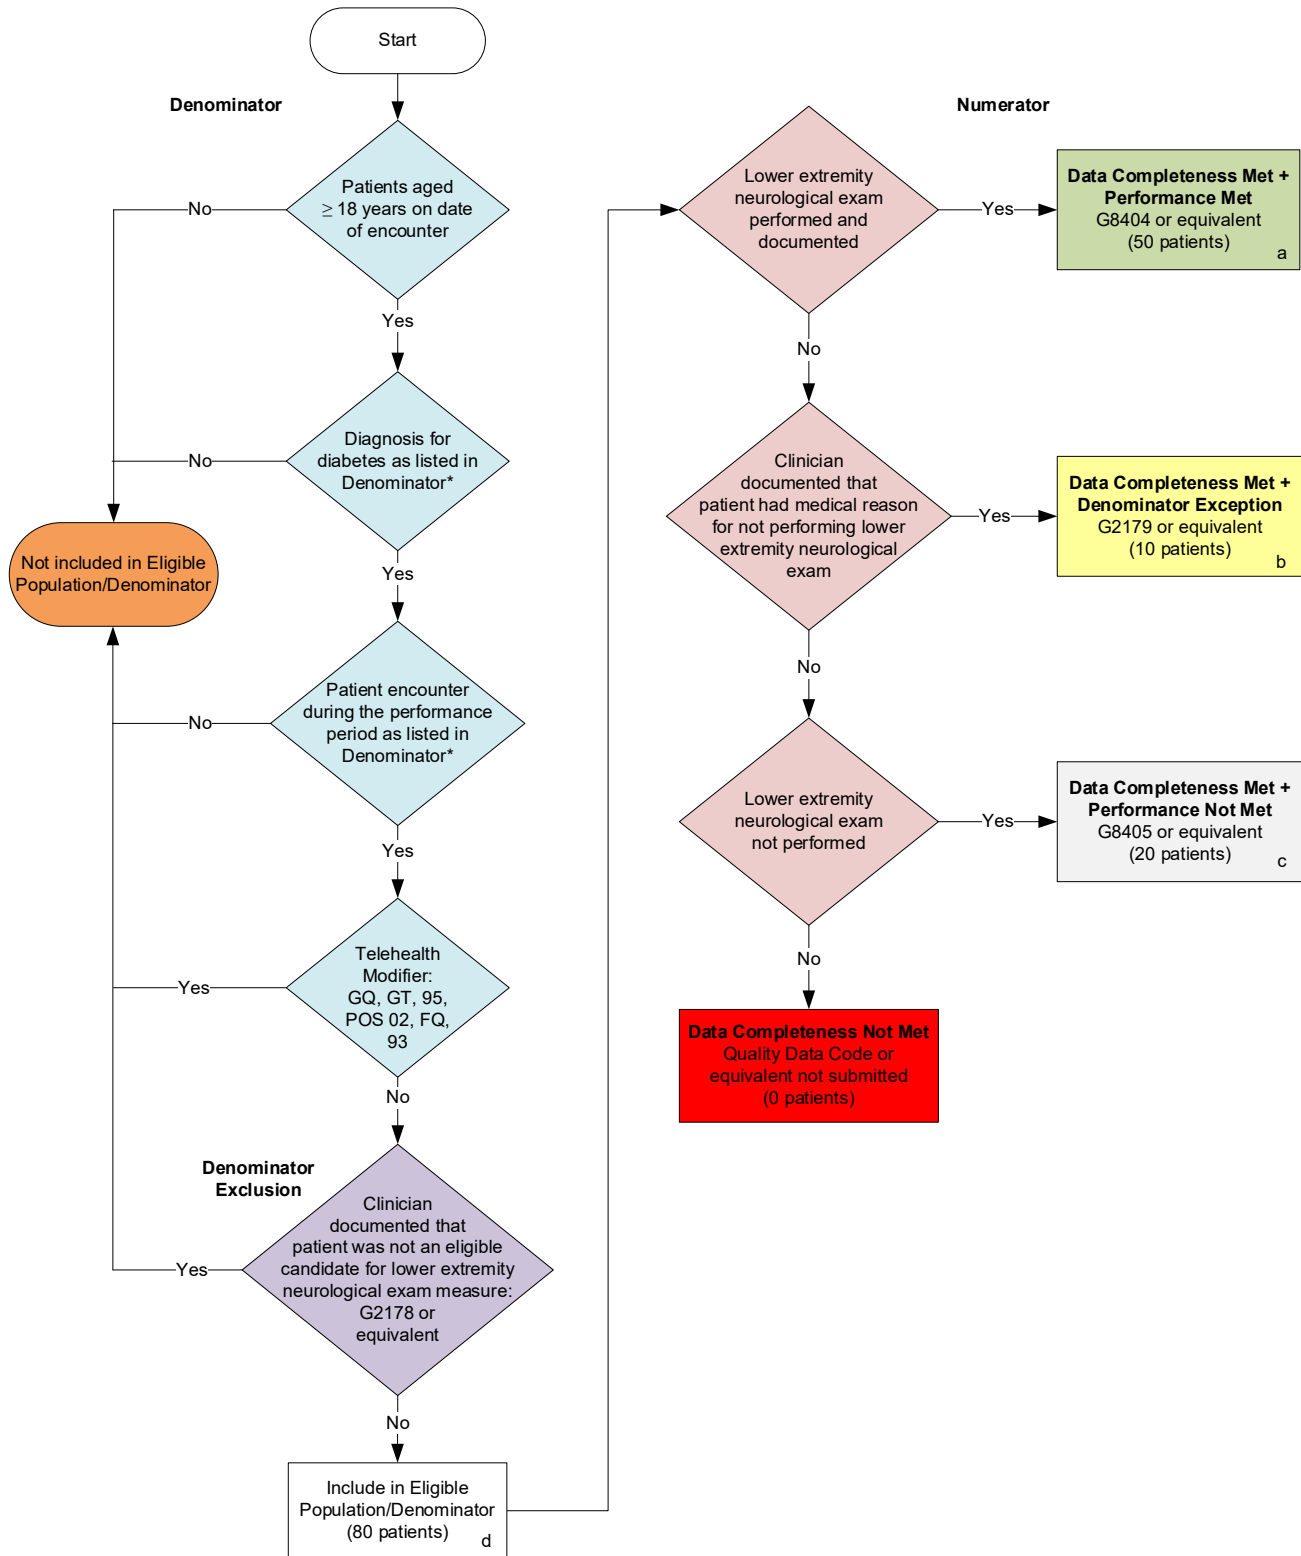 Start
Denominator
Patients aged
≥ 18 years on date
of encounter
No
Yes
Diagnosis for
diabetes as listed in
Denominator*
No
Yes
Not included in Eligible
Population/Denominator
Patient encounter
during the performance
period as listed in
Denominator*
No
Yes
Telehealth
Modifier:
GQ, GT, 95,
POS 02, FQ,
93
Yes
No
Denominator
Exclusion
Clinician
documented that
patient was not an eligible
candidate for lower extremity
neurological exam measure:
G2178 or
equivalent
Yes
No
Include in Eligible
Population/Denominator
(80 patients)
d
Numerator
Lower extremity
neurological exam
performed and
documented
Yes
Data Completeness Met +
Performance Met
G8404 or equivalent
(50 patients)
a
No
Clinician
documented that
patient had medical reason
for not performing lower
extremity neurological
exam
Yes
Data Completeness Met +
Denominator Exception
G2179 or equivalent
(10 patients)
b
No
Lower extremity
neurological exam
not performed
Yes
Data Completeness Met +
Performance Not Met
G8405 or equivalent
(20 patients)
c
No
Data Completeness Not Met
Quality Data Code or
equivalent not submitted
(0 patients)